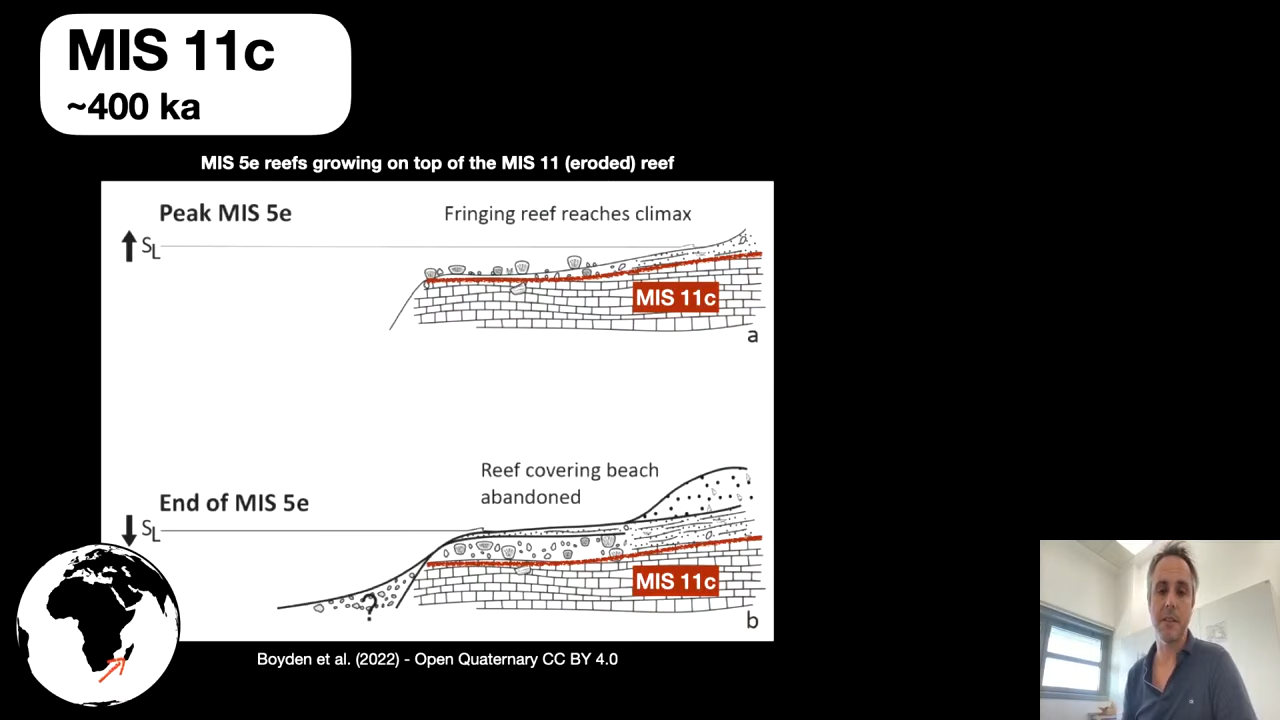 MIS 11c
~400 ka
MIS 5e reefs growing on top of the MIS 11 (eroded) reef
Peak MIS 5e
Fringing reef reaches climax
SL
MIS 11c
a
Reef covering beach
abandoned
End of MIS 5e
SL
MIS 11c
?
b
Boyden et al. (2022) - Open Quaternary CC BY 4.0